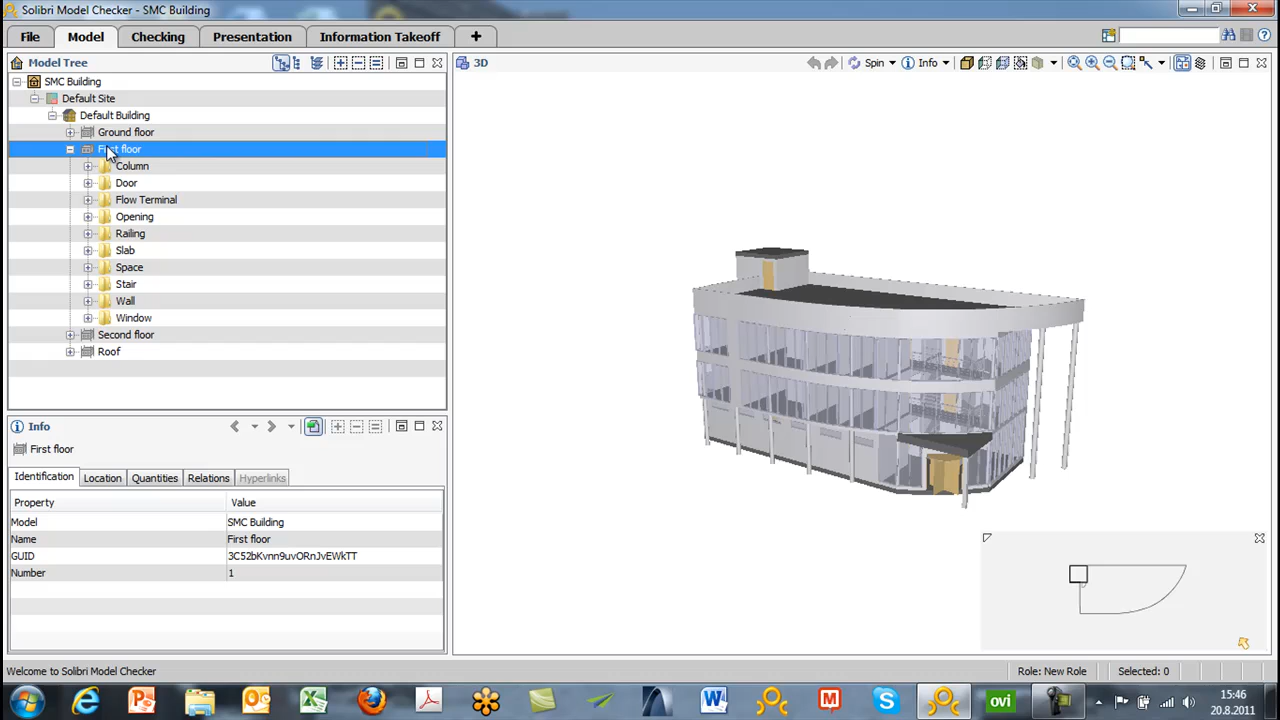 Solibri Model Checker - SMC Building
File
Model
Checking
Presentation
Information Takeoff
+
Model Tree
SMC Building
Default Site
Default Building
Ground floor
First floor
Column
Door
Flow Terminal
Opening
Railing
Slab
Space
Stair
Wall
Window
Second floor
Roof
3D
Spin
Info
Info
First floor
Identification
Location
Quantities
Relations
Hyperlinks
Property Value
Model SMC Building
Name First floor
GUID 3C52bKvnn9uvORnJvEWkTT
Number 1
Welcome to Solibri Model Checker
Role: New Role
Selected: 0
ovi
15:46
20.8.2011